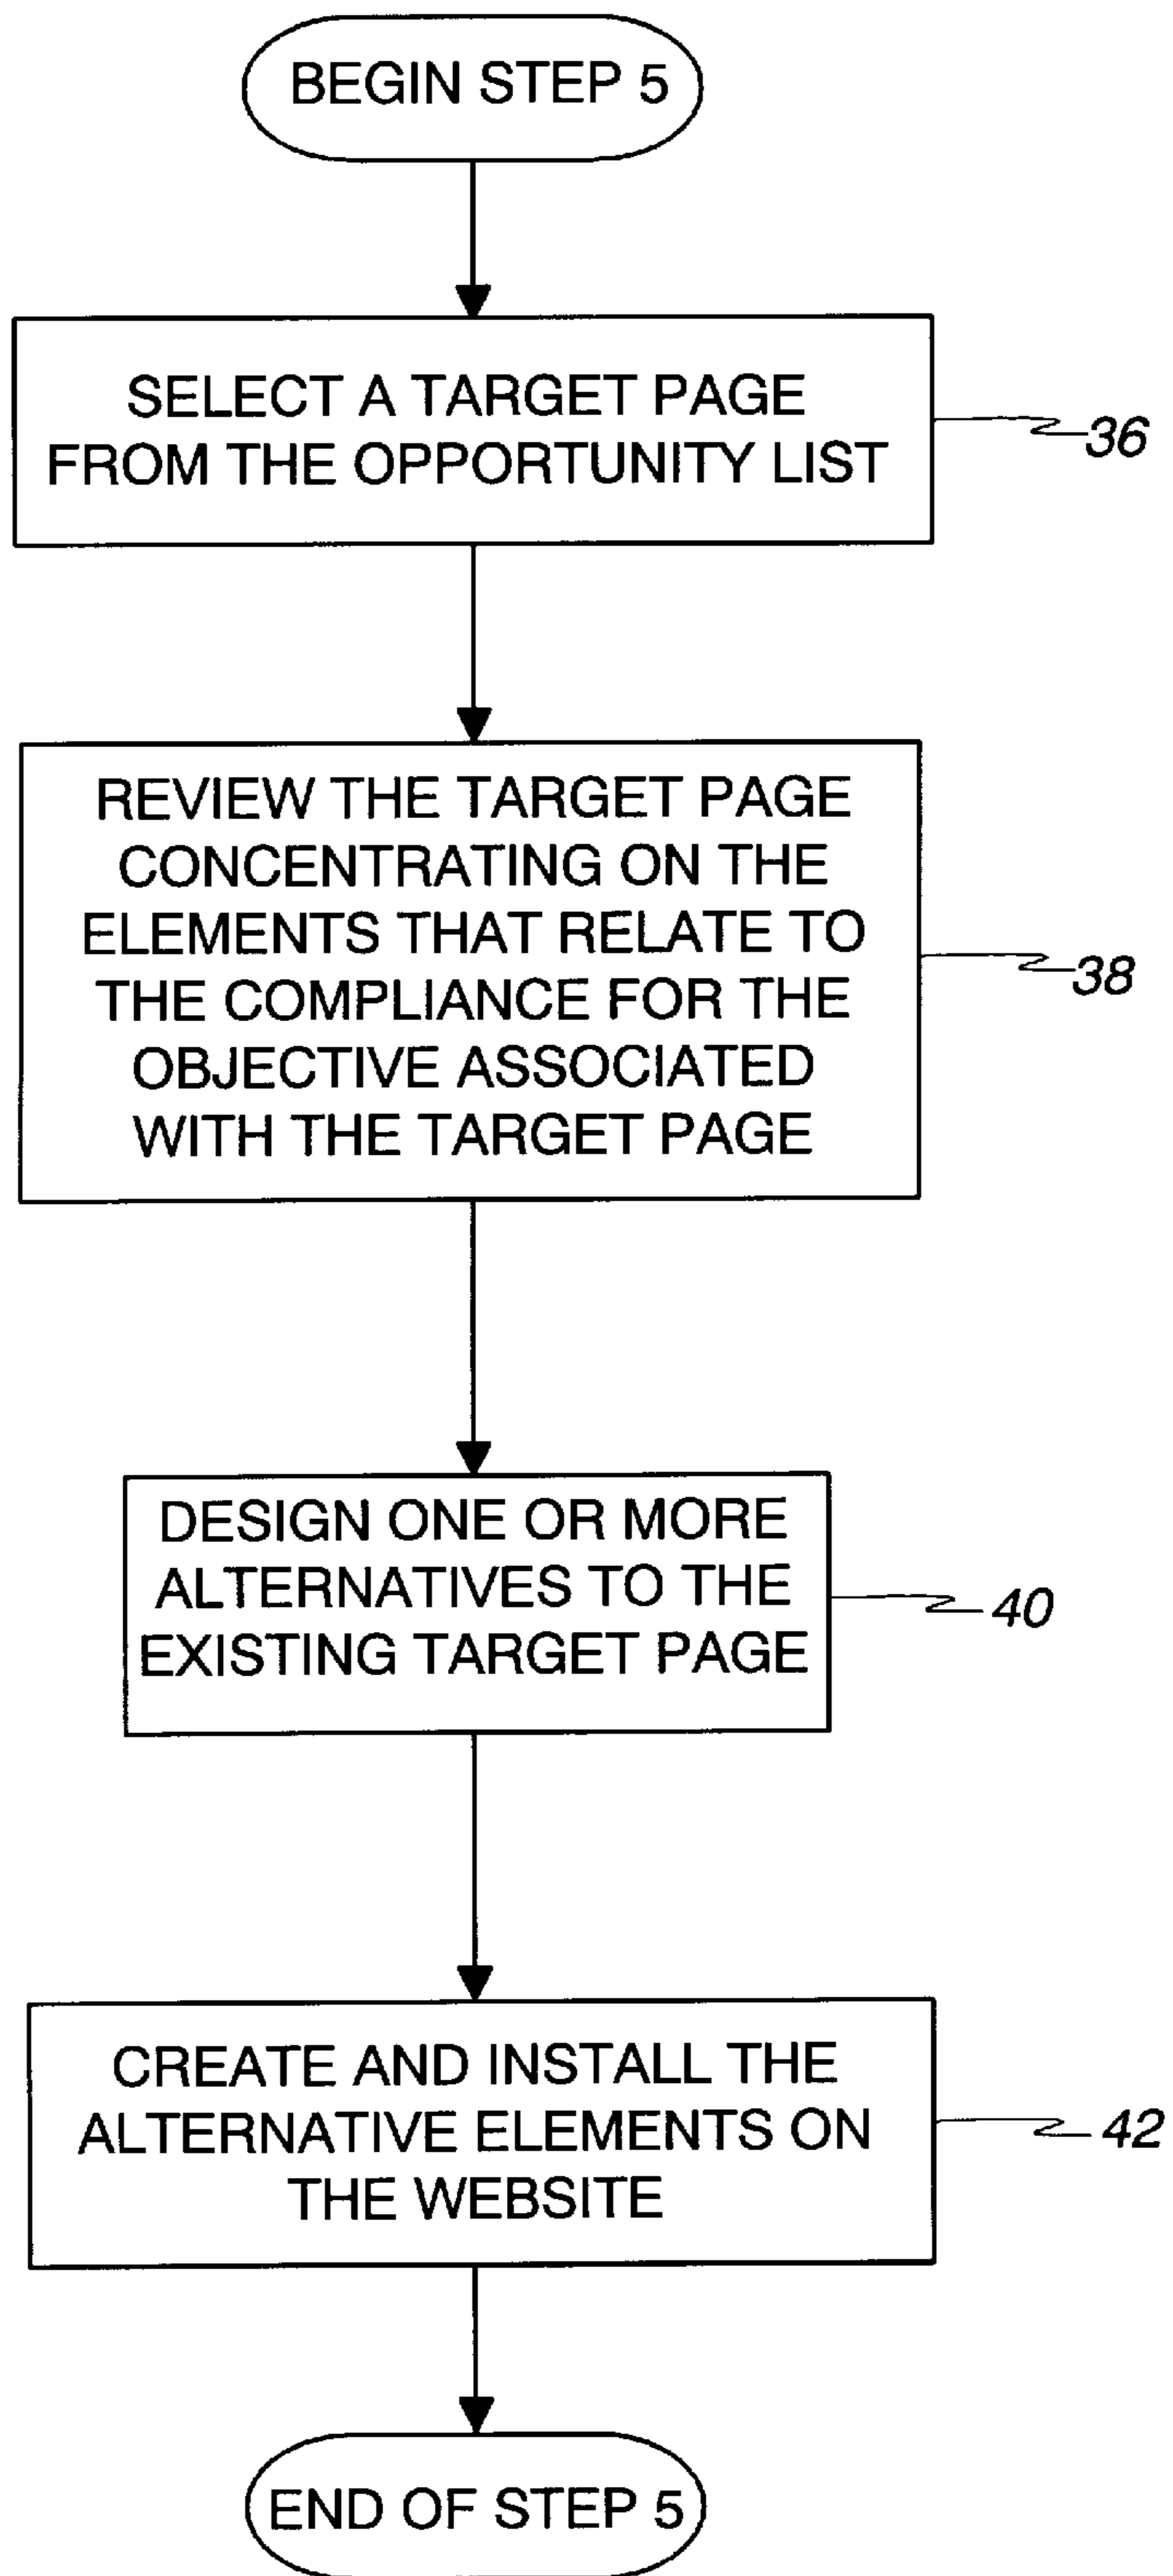 BEGIN STEP 5
SELECT A TARGET PAGE
FROM THE OPPORTUNITY LIST
36
REVIEW THE TARGET PAGE
CONCENTRATING ON THE
ELEMENTS THAT RELATE TO
THE COMPLIANCE FOR THE
OBJECTIVE ASSOCIATED
WITH THE TARGET PAGE
38
DESIGN ONE OR MORE
ALTERNATIVES TO THE
EXISTING TARGET PAGE
40
CREATE AND INSTALL THE
ALTERNATIVE ELEMENTS ON
THE WEBSITE
42
END OF STEP 5